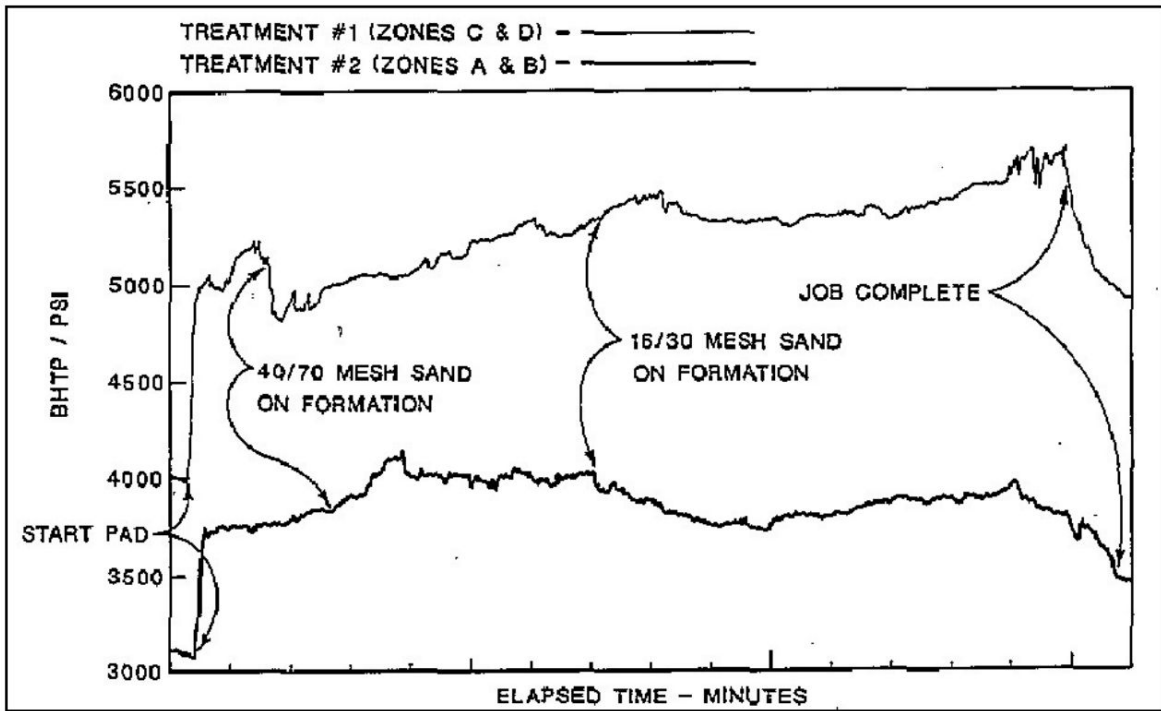 TREATMENT #1 (ZONES C & D) -
TREATMENT #2 (ZONES A & B) -
6000
5500
5000
4500
4000
3500
3000
BHTP / PSI
40/70 MESH SAND
ON FORMATION
16/30 MESH SAND
ON FORMATION
JOB COMPLETE
START PAD
ELAPSED TIME - MINUTES